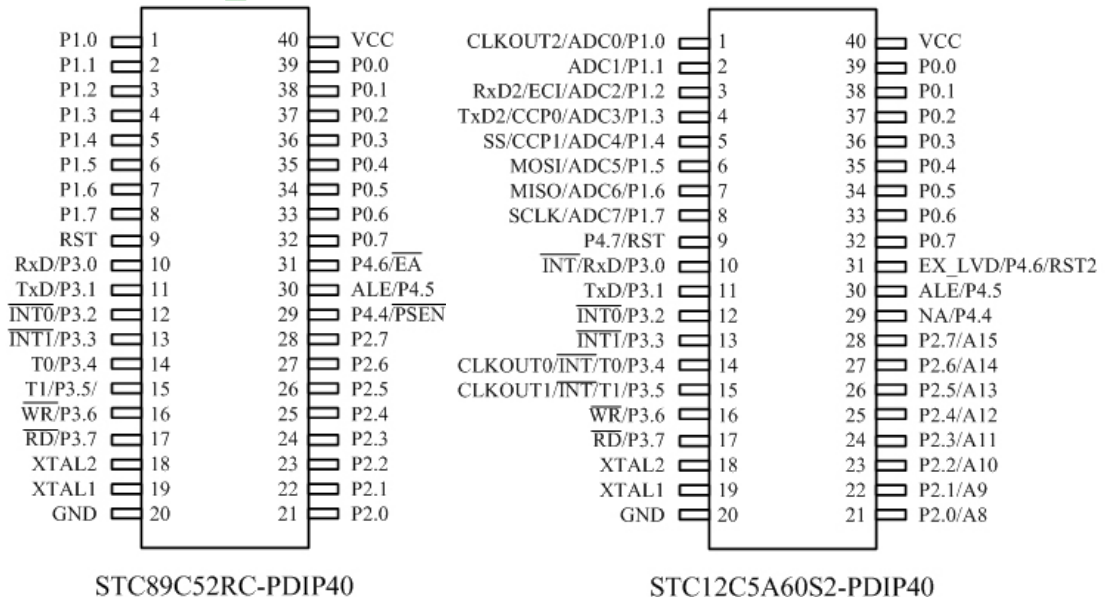 P1.0 1 40 VCC
P1.1 2 39 P0.0
P1.2 3 38 P0.1
P1.3 4 37 P0.2
P1.4 5 36 P0.3
P1.5 6 35 P0.4
P1.6 7 34 P0.5
P1.7 8 33 P0.6
RST 9 32 P0.7
RxD/P3.0 10 31 P4.6/E̅A̅
TxD/P3.1 11 30 ALE/P4.5
I̅N̅T̅0̅/P3.2 12 29 P4.4/P̅S̅E̅N̅
I̅N̅T̅1̅/P3.3 13 28 P2.7
T0/P3.4 14 27 P2.6
T1/P3.5/ 15 26 P2.5
W̅R̅/P3.6 16 25 P2.4
R̅D̅/P3.7 17 24 P2.3
XTAL2 18 23 P2.2
XTAL1 19 22 P2.1
GND 20 21 P2.0
STC89C52RC-PDIP40
CLKOUT2/ADC0/P1.0 1 40 VCC
ADC1/P1.1 2 39 P0.0
RxD2/ECI/ADC2/P1.2 3 38 P0.1
TxD2/CCP0/ADC3/P1.3 4 37 P0.2
SS/CCP1/ADC4/P1.4 5 36 P0.3
MOSI/ADC5/P1.5 6 35 P0.4
MISO/ADC6/P1.6 7 34 P0.5
SCLK/ADC7/P1.7 8 33 P0.6
P4.7/RST 9 32 P0.7
I̅N̅T̅/RxD/P3.0 10 31 EX_LVD/P4.6/RST2
TxD/P3.1 11 30 ALE/P4.5
I̅N̅T̅0̅/P3.2 12 29 NA/P4.4
I̅N̅T̅1̅/P3.3 13 28 P2.7/A15
CLKOUT0/I̅N̅T̅/T0/P3.4 14 27 P2.6/A14
CLKOUT1/I̅N̅T̅/T1/P3.5 15 26 P2.5/A13
W̅R̅/P3.6 16 25 P2.4/A12
R̅D̅/P3.7 17 24 P2.3/A11
XTAL2 18 23 P2.2/A10
XTAL1 19 22 P2.1/A9
GND 20 21 P2.0/A8
STC12C5A60S2-PDIP40